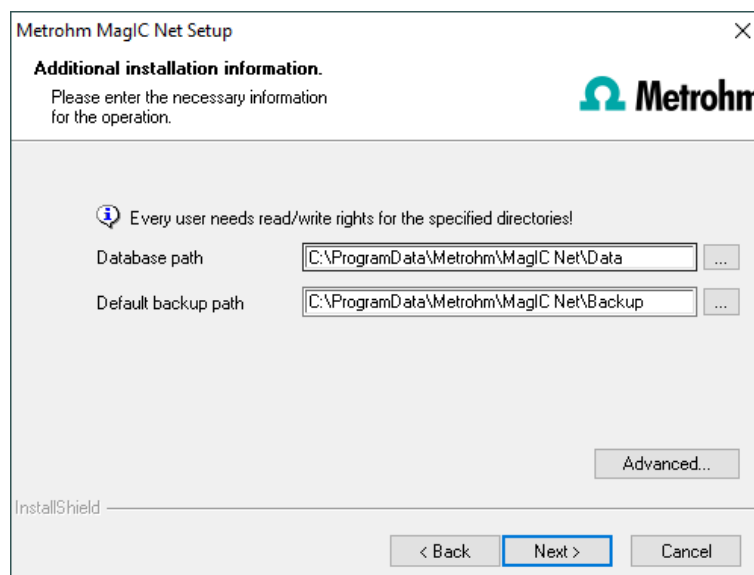 Metrohm MagIC Net Setup
Additional installation information.
Please enter the necessary information
for the operation.
Metrohm
Every user needs read/write rights for the specified directories!
Database path C:\ProgramData\Metrohm\MagIC Net\Data ...
Default backup path C:\ProgramData\Metrohm\MagIC Net\Backup ...
Advanced...
InstallShield
< Back Next > Cancel